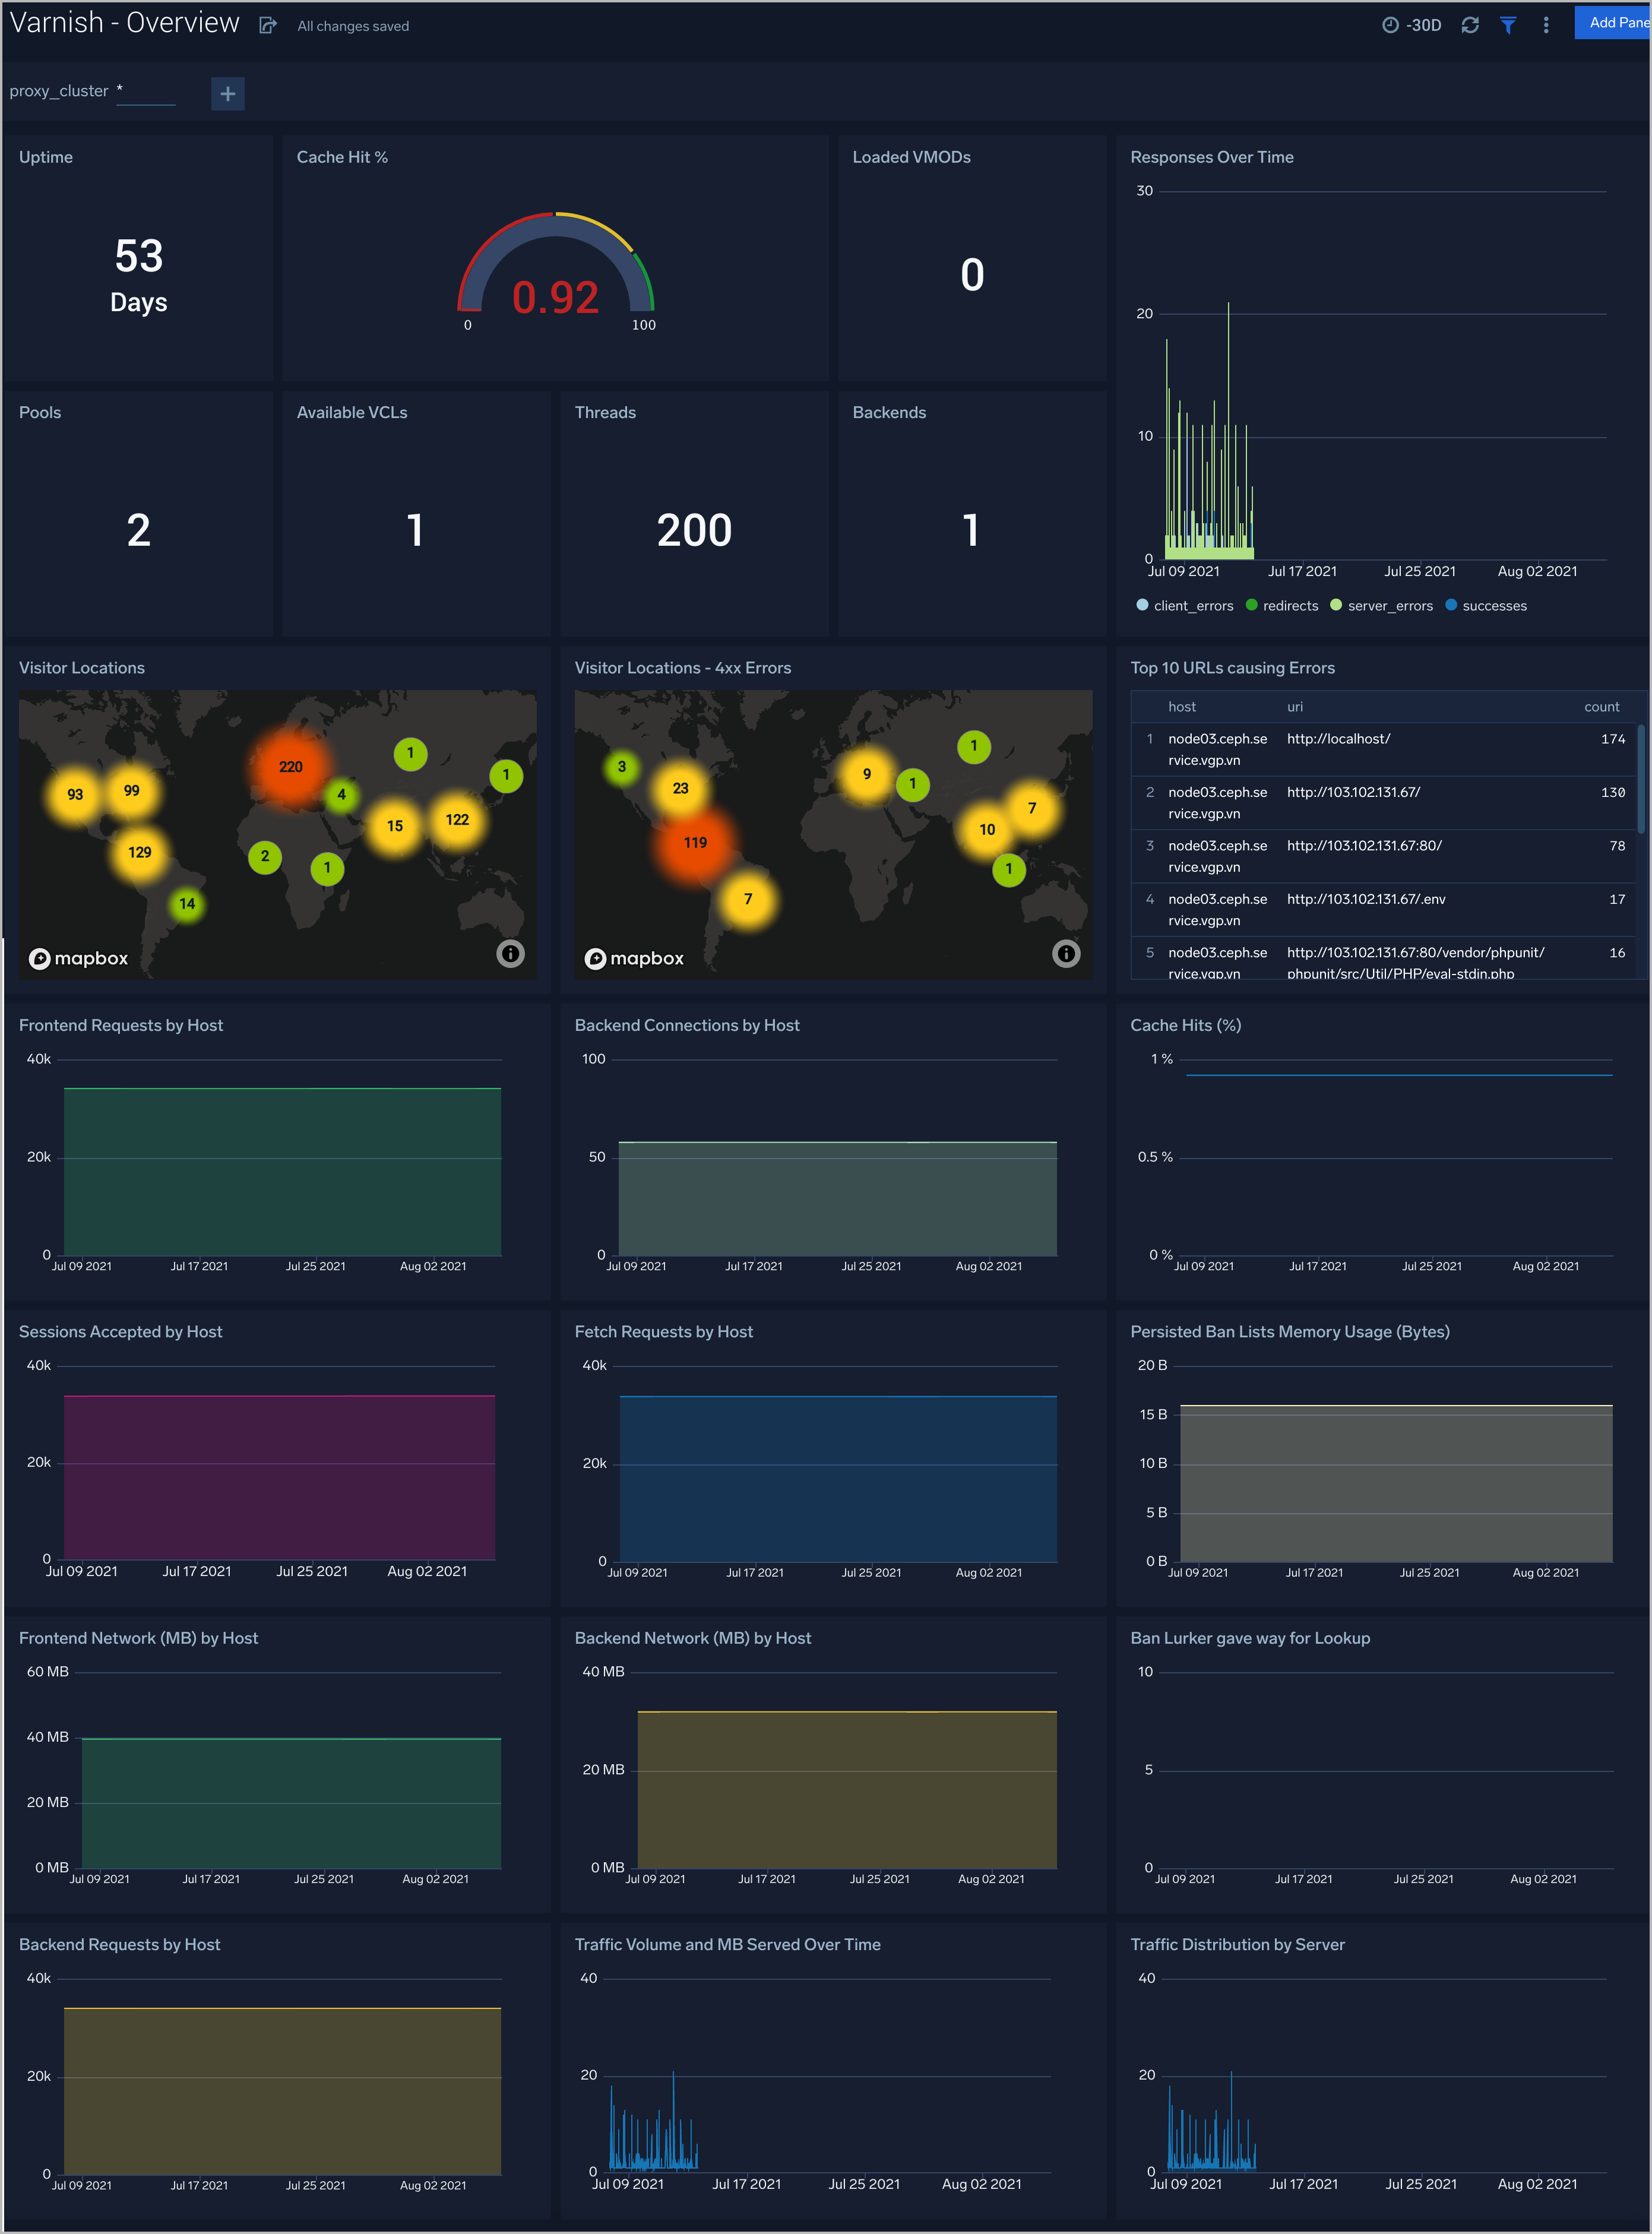 Varnish - Overview
All changes saved
-30D
Add Pane
proxy_cluster *
Uptime
53
Days
Cache Hit %
0.92
0
100
Loaded VMODs
0
Responses Over Time
30
20
10
0
Jul 09 2021
Jul 17 2021
Jul 25 2021
Aug 02 2021
client_errors
redirects
server_errors
successes
Pools
2
Available VCLs
1
Threads
200
Backends
1
Visitor Locations
93
99
129
14
220
4
2
1
1
15
122
1
mapbox
Visitor Locations - 4xx Errors
3
23
119
7
9
1
1
10
7
1
mapbox
Top 10 URLs causing Errors
host uri count
1 node03.ceph.se http://localhost/ 174
rvice.vgp.vn
2 node03.ceph.se http://103.102.131.67/ 130
rvice.vgp.vn
3 node03.ceph.se http://103.102.131.67:80/ 78
rvice.vgp.vn
4 node03.ceph.se http://103.102.131.67/.env 17
rvice.vgp.vn
5 node03.ceph.se http://103.102.131.67:80/vendor/phpunit/ 16
rvice.vgp.vn phpunit/src/Util/PHP/eval-stdin.php
Frontend Requests by Host
40k
20k
0
Jul 09 2021
Jul 17 2021
Jul 25 2021
Aug 02 2021
Backend Connections by Host
100
50
0
Jul 09 2021
Jul 17 2021
Jul 25 2021
Aug 02 2021
Cache Hits (%)
1 %
0.5 %
0 %
Jul 09 2021
Jul 17 2021
Jul 25 2021
Aug 02 2021
Sessions Accepted by Host
40k
20k
0
Jul 09 2021
Jul 17 2021
Jul 25 2021
Aug 02 2021
Fetch Requests by Host
40k
20k
0
Jul 09 2021
Jul 17 2021
Jul 25 2021
Aug 02 2021
Persisted Ban Lists Memory Usage (Bytes)
20 B
15 B
10 B
5 B
0 B
Jul 09 2021
Jul 17 2021
Jul 25 2021
Aug 02 2021
Frontend Network (MB) by Host
60 MB
40 MB
20 MB
0 MB
Jul 09 2021
Jul 17 2021
Jul 25 2021
Aug 02 2021
Backend Network (MB) by Host
40 MB
20 MB
0 MB
Jul 09 2021
Jul 17 2021
Jul 25 2021
Aug 02 2021
Ban Lurker gave way for Lookup
10
5
0
Jul 09 2021
Jul 17 2021
Jul 25 2021
Aug 02 2021
Backend Requests by Host
40k
20k
0
Jul 09 2021
Jul 17 2021
Jul 25 2021
Aug 02 2021
Traffic Volume and MB Served Over Time
40
20
0
Jul 09 2021
Jul 17 2021
Jul 25 2021
Aug 02 2021
Traffic Distribution by Server
40
20
0
Jul 09 2021
Jul 17 2021
Jul 25 2021
Aug 02 2021